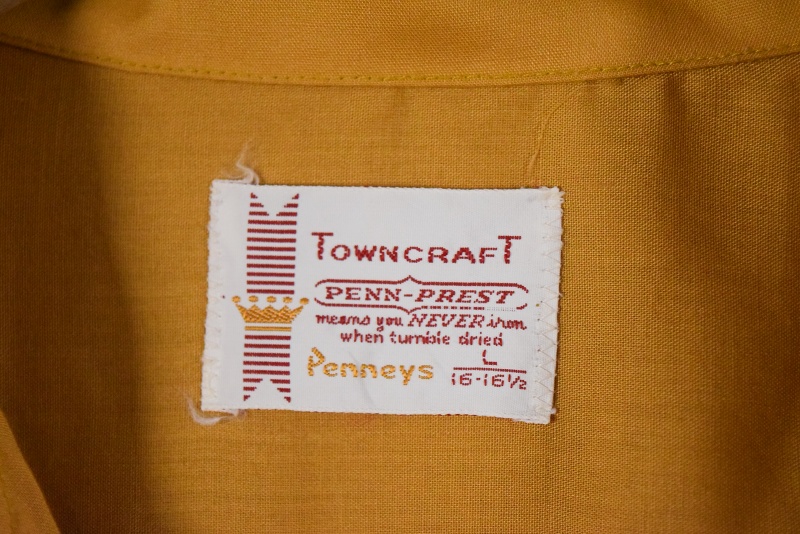 TOWNCRAFT
PENN-PREST
means you NEVER iron
when tumble dried
Penneys
L
16-16½